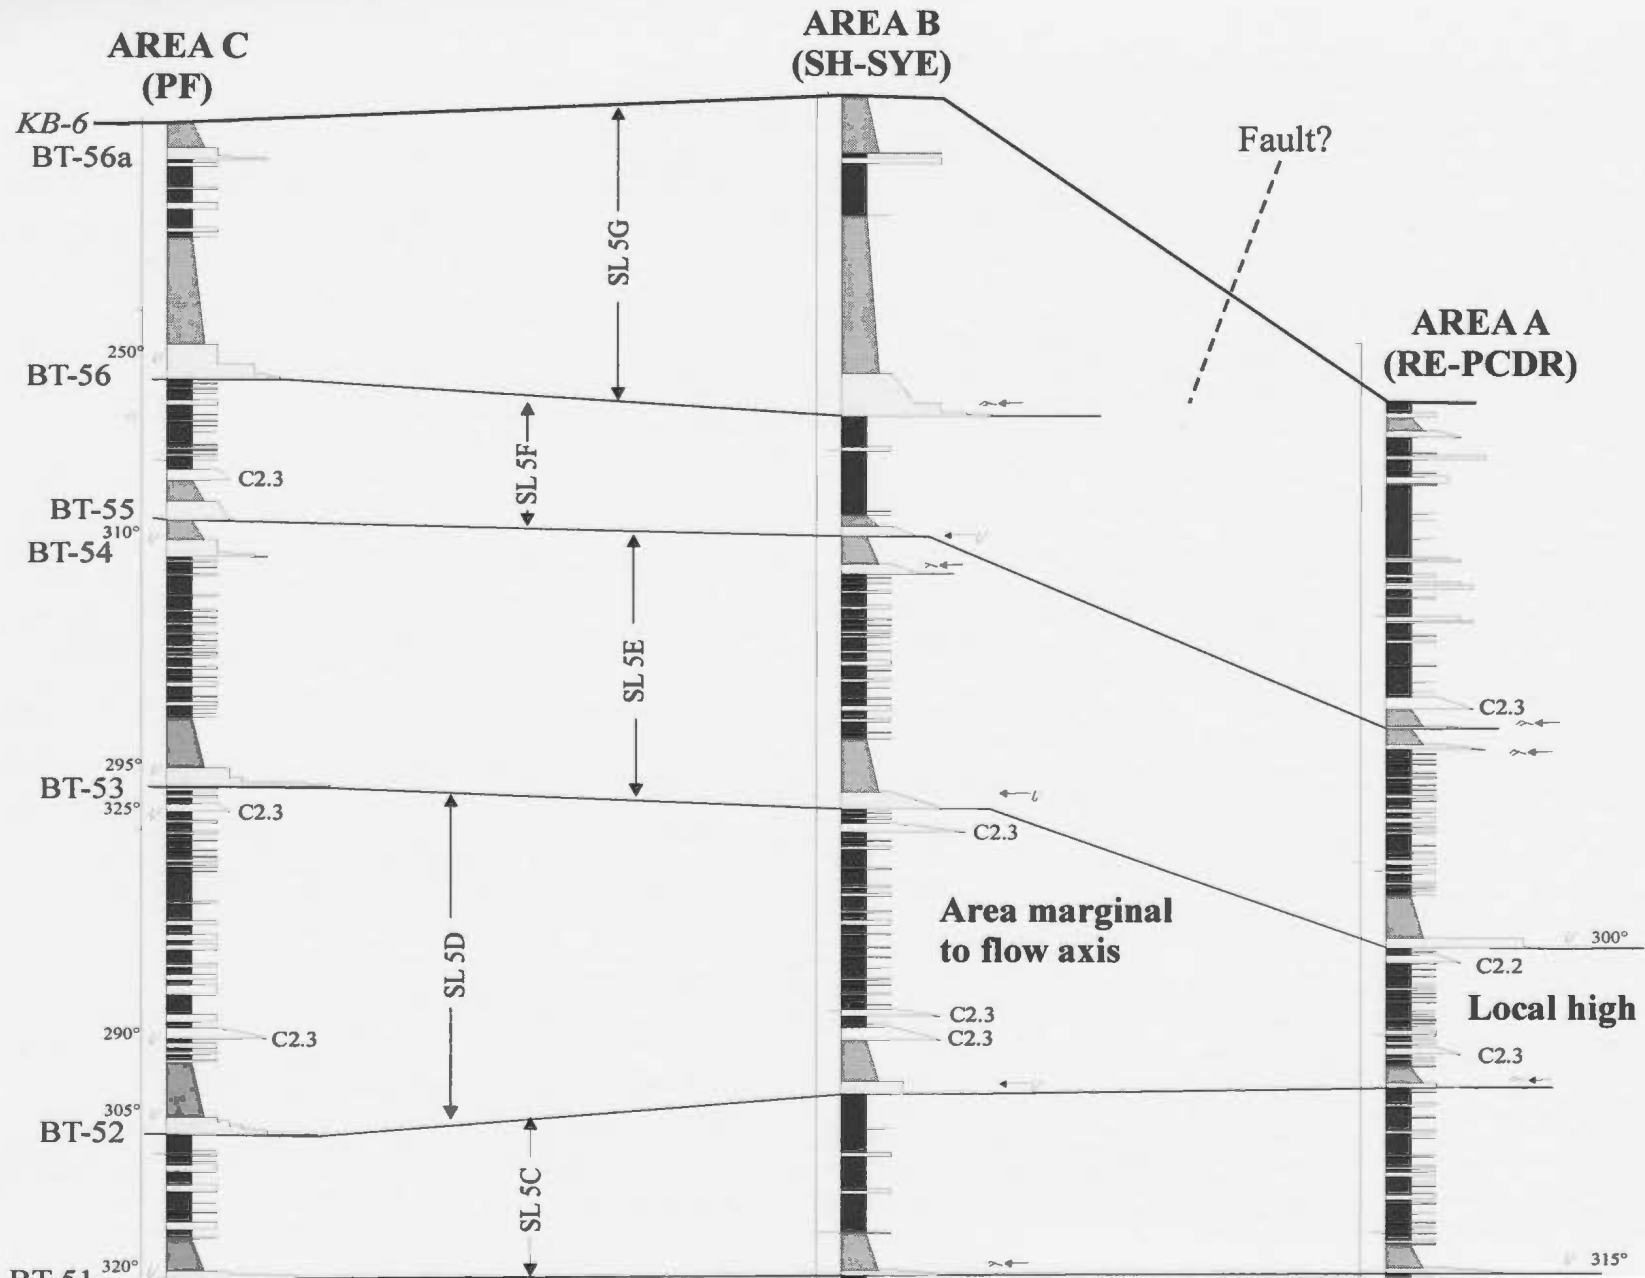 AREA C
(PF)
AREA B
(SH-SYE)
AREA A
(RE-PCDR)
Fault?
KB-6
BT-56a
SL 5G
250°
BT-56
SL 5F
C2.3
BT-55
310°
BT-54
SL 5E
C2.3
295°
BT-53
325°
C2.3
C2.3
SL 5D
Area marginal
to flow axis
300°
C2.2
Local high
C2.3
C2.3
290°
C2.3
C2.3
305°
BT-52
SL 5C
320°
BT-51
315°